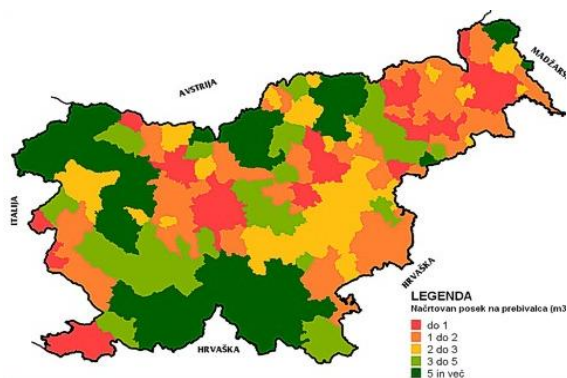 AVSTRIJA
MADŽARS
ITALIJA
HRVAŠKA
HRVAŠKA
LEGENDA
Načrtovan posek na prebivalca (m3
do 1
1 do 2
2 do 3
3 do 5
5 in več